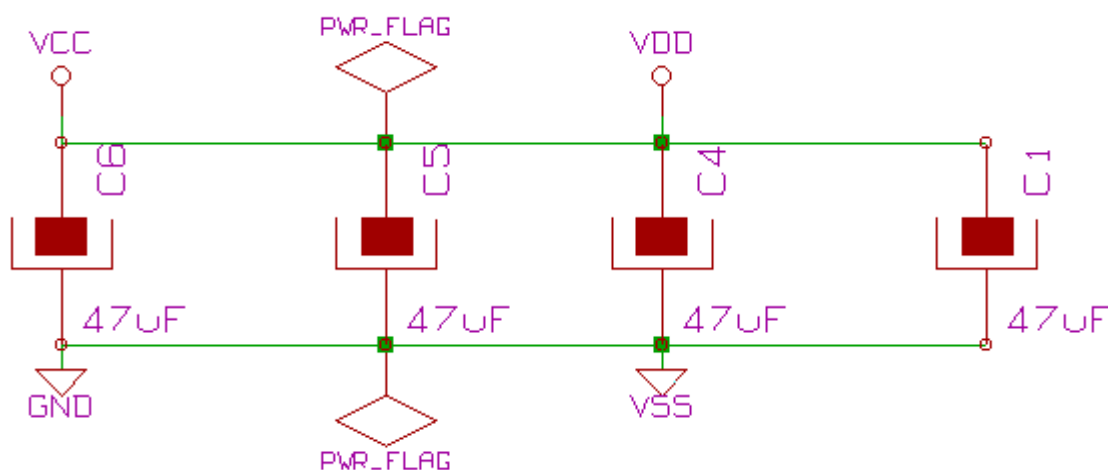 PWR_FLAG
VCC
VDD
C6
C5
C4
C1
47uF
47uF
47uF
47uF
GND
VSS
PWR_FLAG